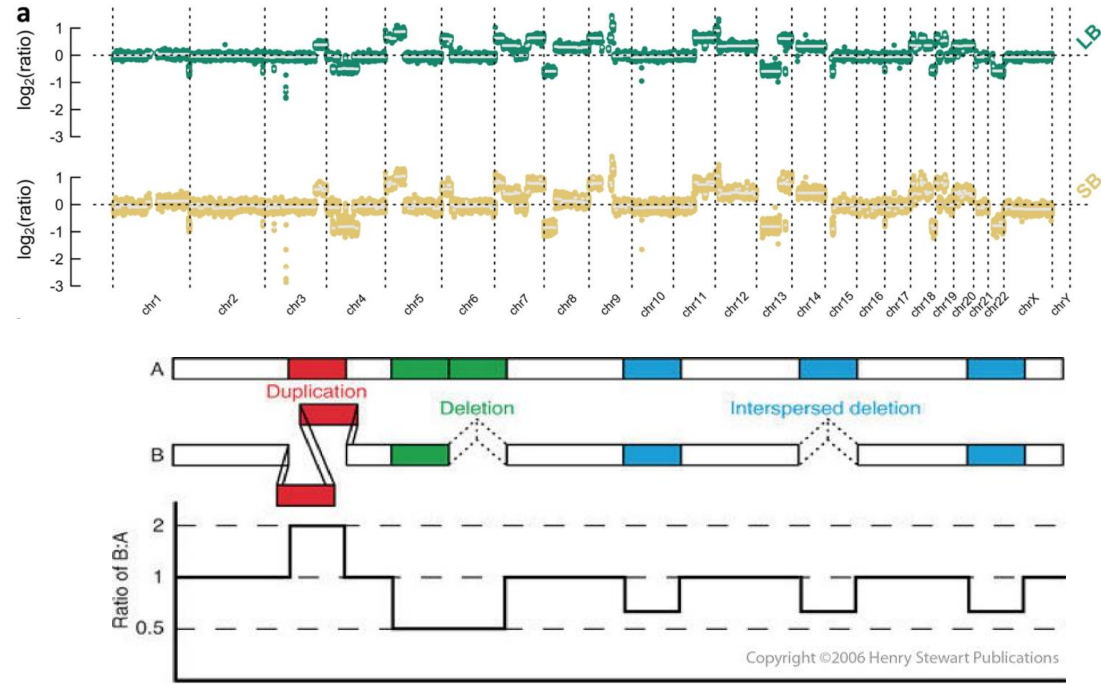 a
log2(ratio)
1
0
-1
-2
-3
LB
log2(ratio)
1
0
-1
-2
-3
SB
chr1 chr2 chr3 chr4 chr5 chr6 chr7 chr8 chr9 chr10 chr11 chr12 chr13 chr14 chr15 chr16 chr17 chr18 chr19 chr20 chr21 chr22 chrX chrY
A
Duplication
Deletion
Interspersed deletion
B
Ratio of B:A
2
1
0.5
Copyright ©2006 Henry Stewart Publications